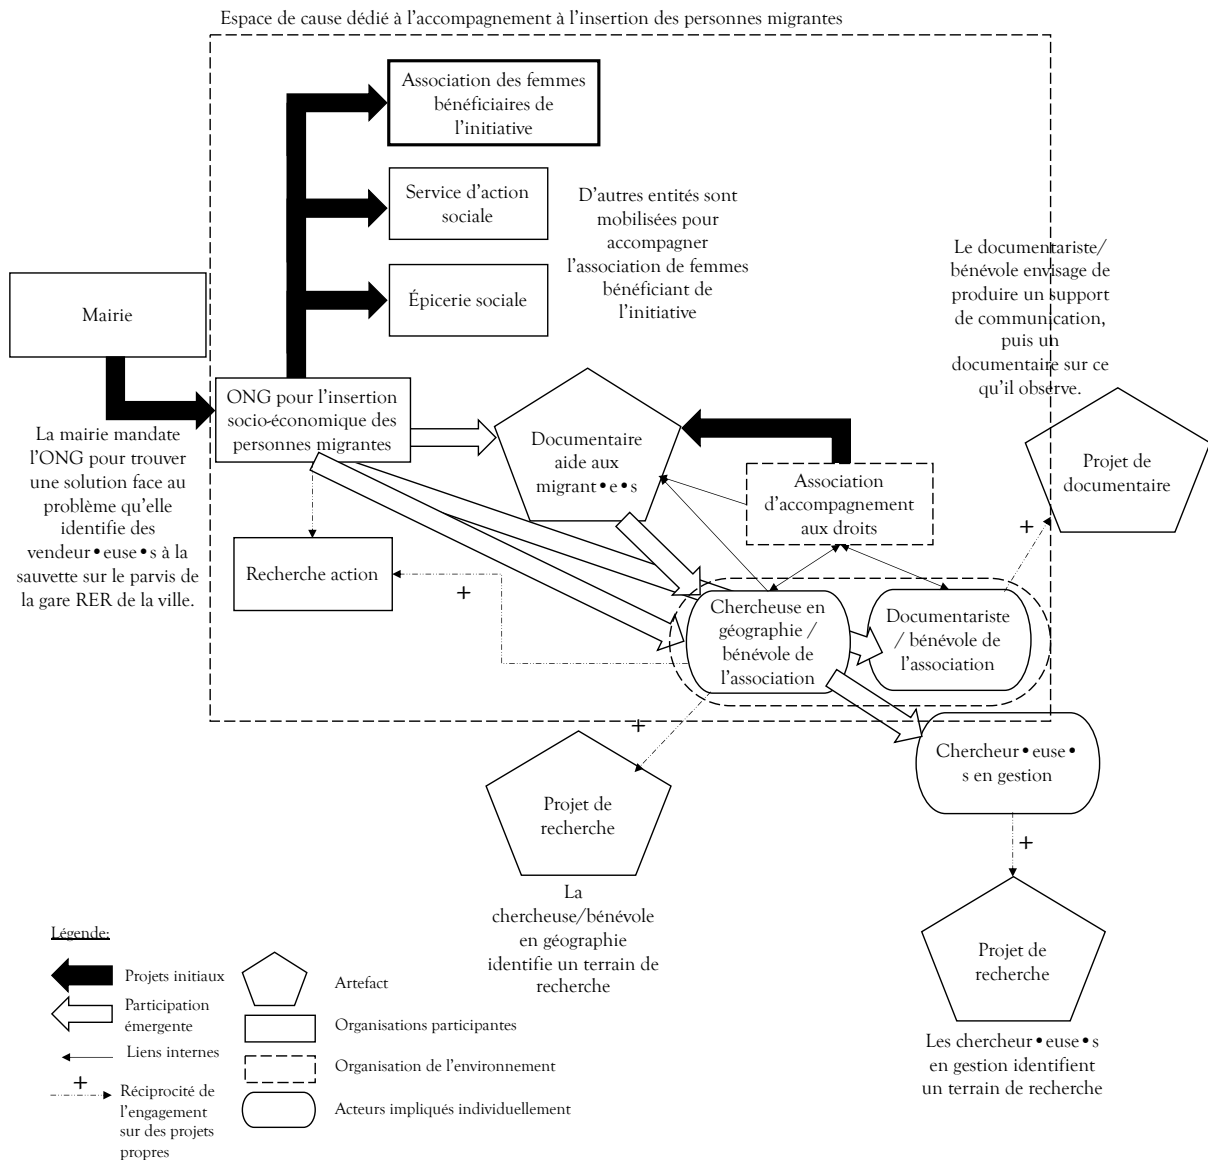 Espace de cause dédié à l'accompagnement à l'insertion des personnes migrantes
Association des femmes
bénéficiaires de
l'initiative
Service d'action
sociale
D'autres entités sont
mobilisées pour
accompagner
l'association de femmes
bénéficiant de
l'initiative
Épicerie sociale
Le documentariste/
bénévole envisage de
produire un support
de communication,
puis un
documentaire sur ce
qu'il observe.
Mairie
La mairie mandate
l'ONG pour trouver
une solution face au
problème qu'elle
identifie des
vendeur•euse•s à la
sauvette sur le parvis de
la gare RER de la ville.
ONG pour l'insertion
socio-économique des
personnes migrantes
Documentaire
aide aux
migrant•e•s
Association
d'accompagnement
aux droits
Projet de
documentaire
+
Recherche action
+
Chercheuse en
géographie /
bénévole de
l'association
Documentariste
/ bénévole de
l'association
+
Chercheur•euse•
s en gestion
+
Projet de
recherche
La
chercheuse/bénévole
en géographie
identifie un terrain de
recherche
Projet de
recherche
Les chercheur•euse•s
en gestion identifient
un terrain de recherche
Légende:
Projets initiaux
Participation
émergente
Liens internes
+
Réciprocité de
l'engagement
sur des projets
propres
Artefact
Organisations participantes
Organisation de l'environnement
Acteurs impliqués individuellement